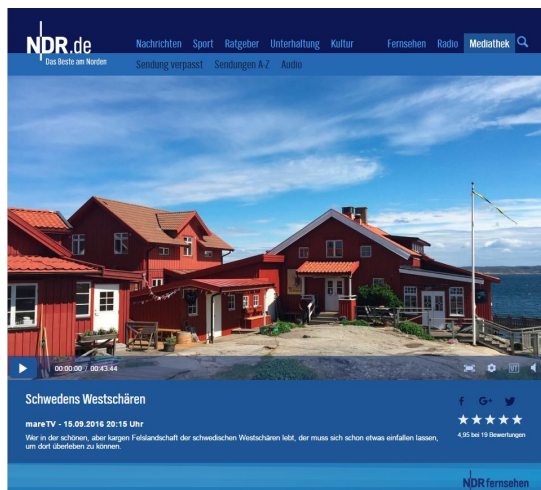 NDR.de
Das Beste am Norden
Nachrichten Sport Ratgeber Unterhaltung Kultur Fernsehen Radio Mediathek
Sendung verpasst Sendungen A-Z Audio
00:00:00 / 00:43:44
UT
Schwedens Westschären
G+
mareTV - 15.09.2016 20:15 Uhr
4,95 bei 19 Bewertungen
Wer in der schönen, aber kargen Felslandschaft der schwedischen Westschären lebt, der muss sich schon etwas einfallen lassen,
um dort überleben zu können.
NDR fernsehen